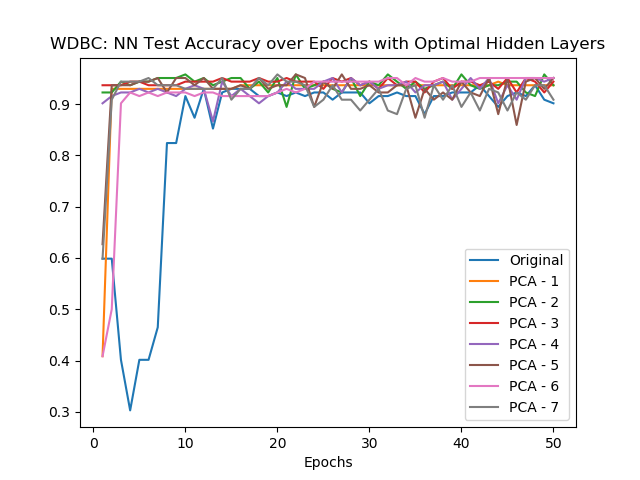 WDBC: NN Test Accuracy over Epochs with Optimal Hidden Layers
0.9
0.8
0.7
0.6
0.5
0.4
0.3
Original
PCA - 1
PCA - 2
PCA - 3
PCA - 4
PCA - 5
PCA - 6
PCA - 7
0 10 20 30 40 50
Epochs